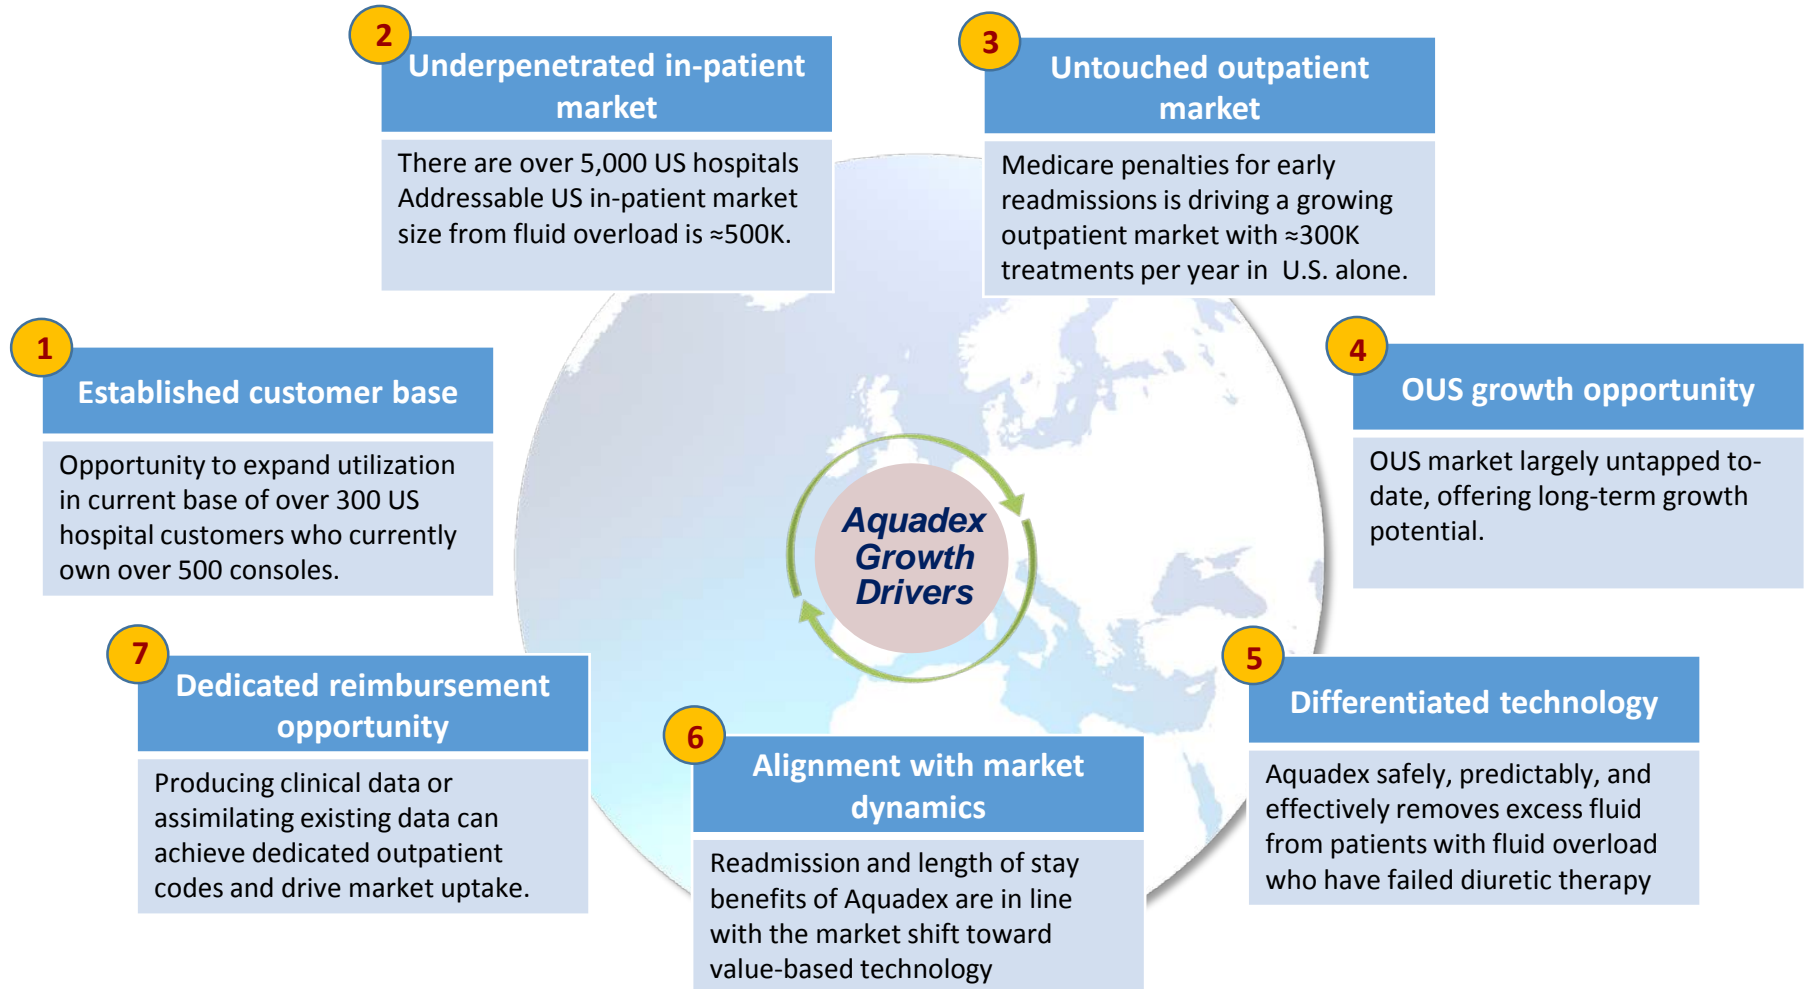 1
Established customer base
Opportunity to expand utilization
in current base of over 300 US
hospital customers who currently
own over 500 consoles.
2
Underpenetrated in-patient
market
There are over 5,000 US hospitals
Addressable US in-patient market
size from fluid overload is ≈500K.
3
Untouched outpatient
market
Medicare penalties for early
readmissions is driving a growing
outpatient market with ≈300K
treatments per year in U.S. alone.
4
OUS growth opportunity
OUS market largely untapped to-
date, offering long-term growth
potential.
5
Differentiated technology
Aquadex safely, predictably, and
effectively removes excess fluid
from patients with fluid overload
who have failed diuretic therapy
6
Alignment with market
dynamics
Readmission and length of stay
benefits of Aquadex are in line
with the market shift toward
value-based technology
7
Dedicated reimbursement
opportunity
Producing clinical data or
assimilating existing data can
achieve dedicated outpatient
codes and drive market uptake.
Aquadex
Growth
Drivers